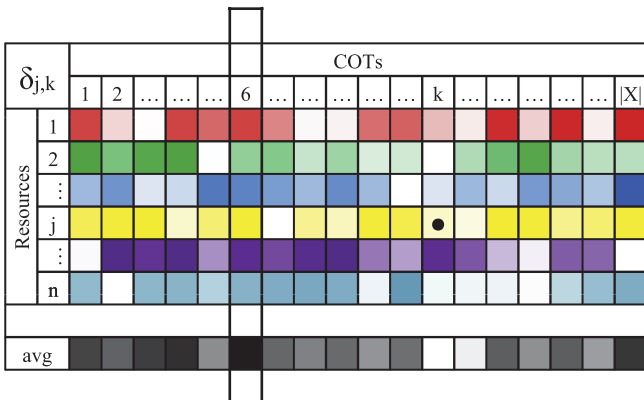 δj,k
COTs
1 2 ... ... ... 6 ... ... ... ... ... k ... ... ... ... ... |X|
Resources
1
2
⋮
j
⋮
n
avg